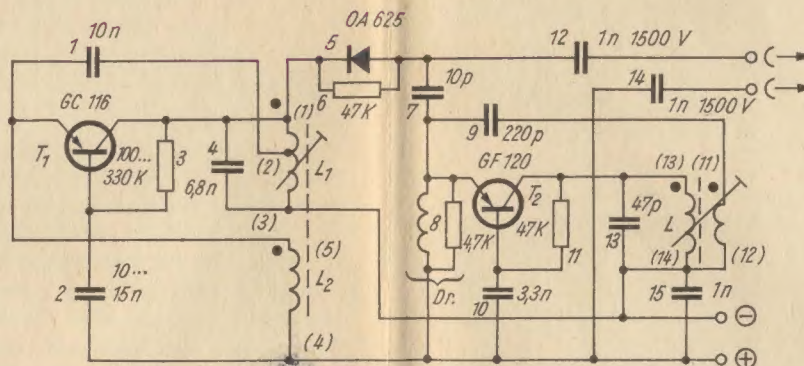 OA 625
10n
1
5
12
1n 1500 V
14
1n 1500 V
6
47K
10p
7
GC 116
(1)
9
220p
T₁
100...
330 K
3
4
6,8n
(2)
L₁
GF 120
T₂
(13)
(11)
(3)
8
4,7K
47K
11
47p
13
L
(14)
(12)
(5)
L₂
(4)
2
10...
15n
Dr.
10
3,3n
15
1n
⊖
⊕